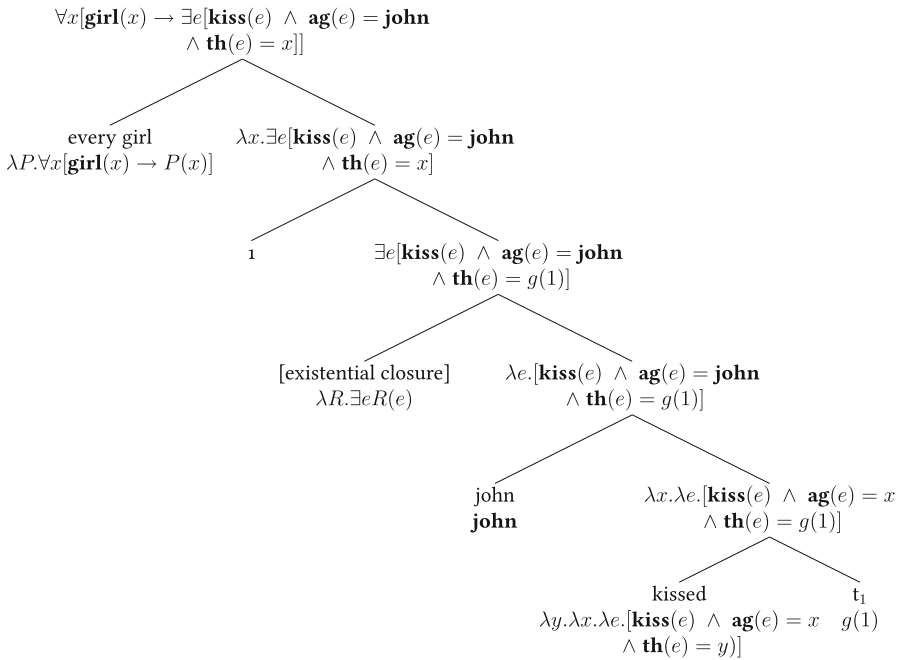 ∀x[girl(x) → ∃e[kiss(e) ∧ ag(e) = john
∧ th(e) = x]]
every girl
λP.∀x[girl(x) → P(x)]
λx.∃e[kiss(e) ∧ ag(e) = john
∧ th(e) = x]
1
∃e[kiss(e) ∧ ag(e) = john
∧ th(e) = g(1)]
[existential closure]
λR.∃eR(e)
λe.[kiss(e) ∧ ag(e) = john
∧ th(e) = g(1)]
john
john
λx.λe.[kiss(e) ∧ ag(e) = x
∧ th(e) = g(1)]
kissed
λy.λx.λe.[kiss(e) ∧ ag(e) = x
∧ th(e) = y)]
t₁
g(1)